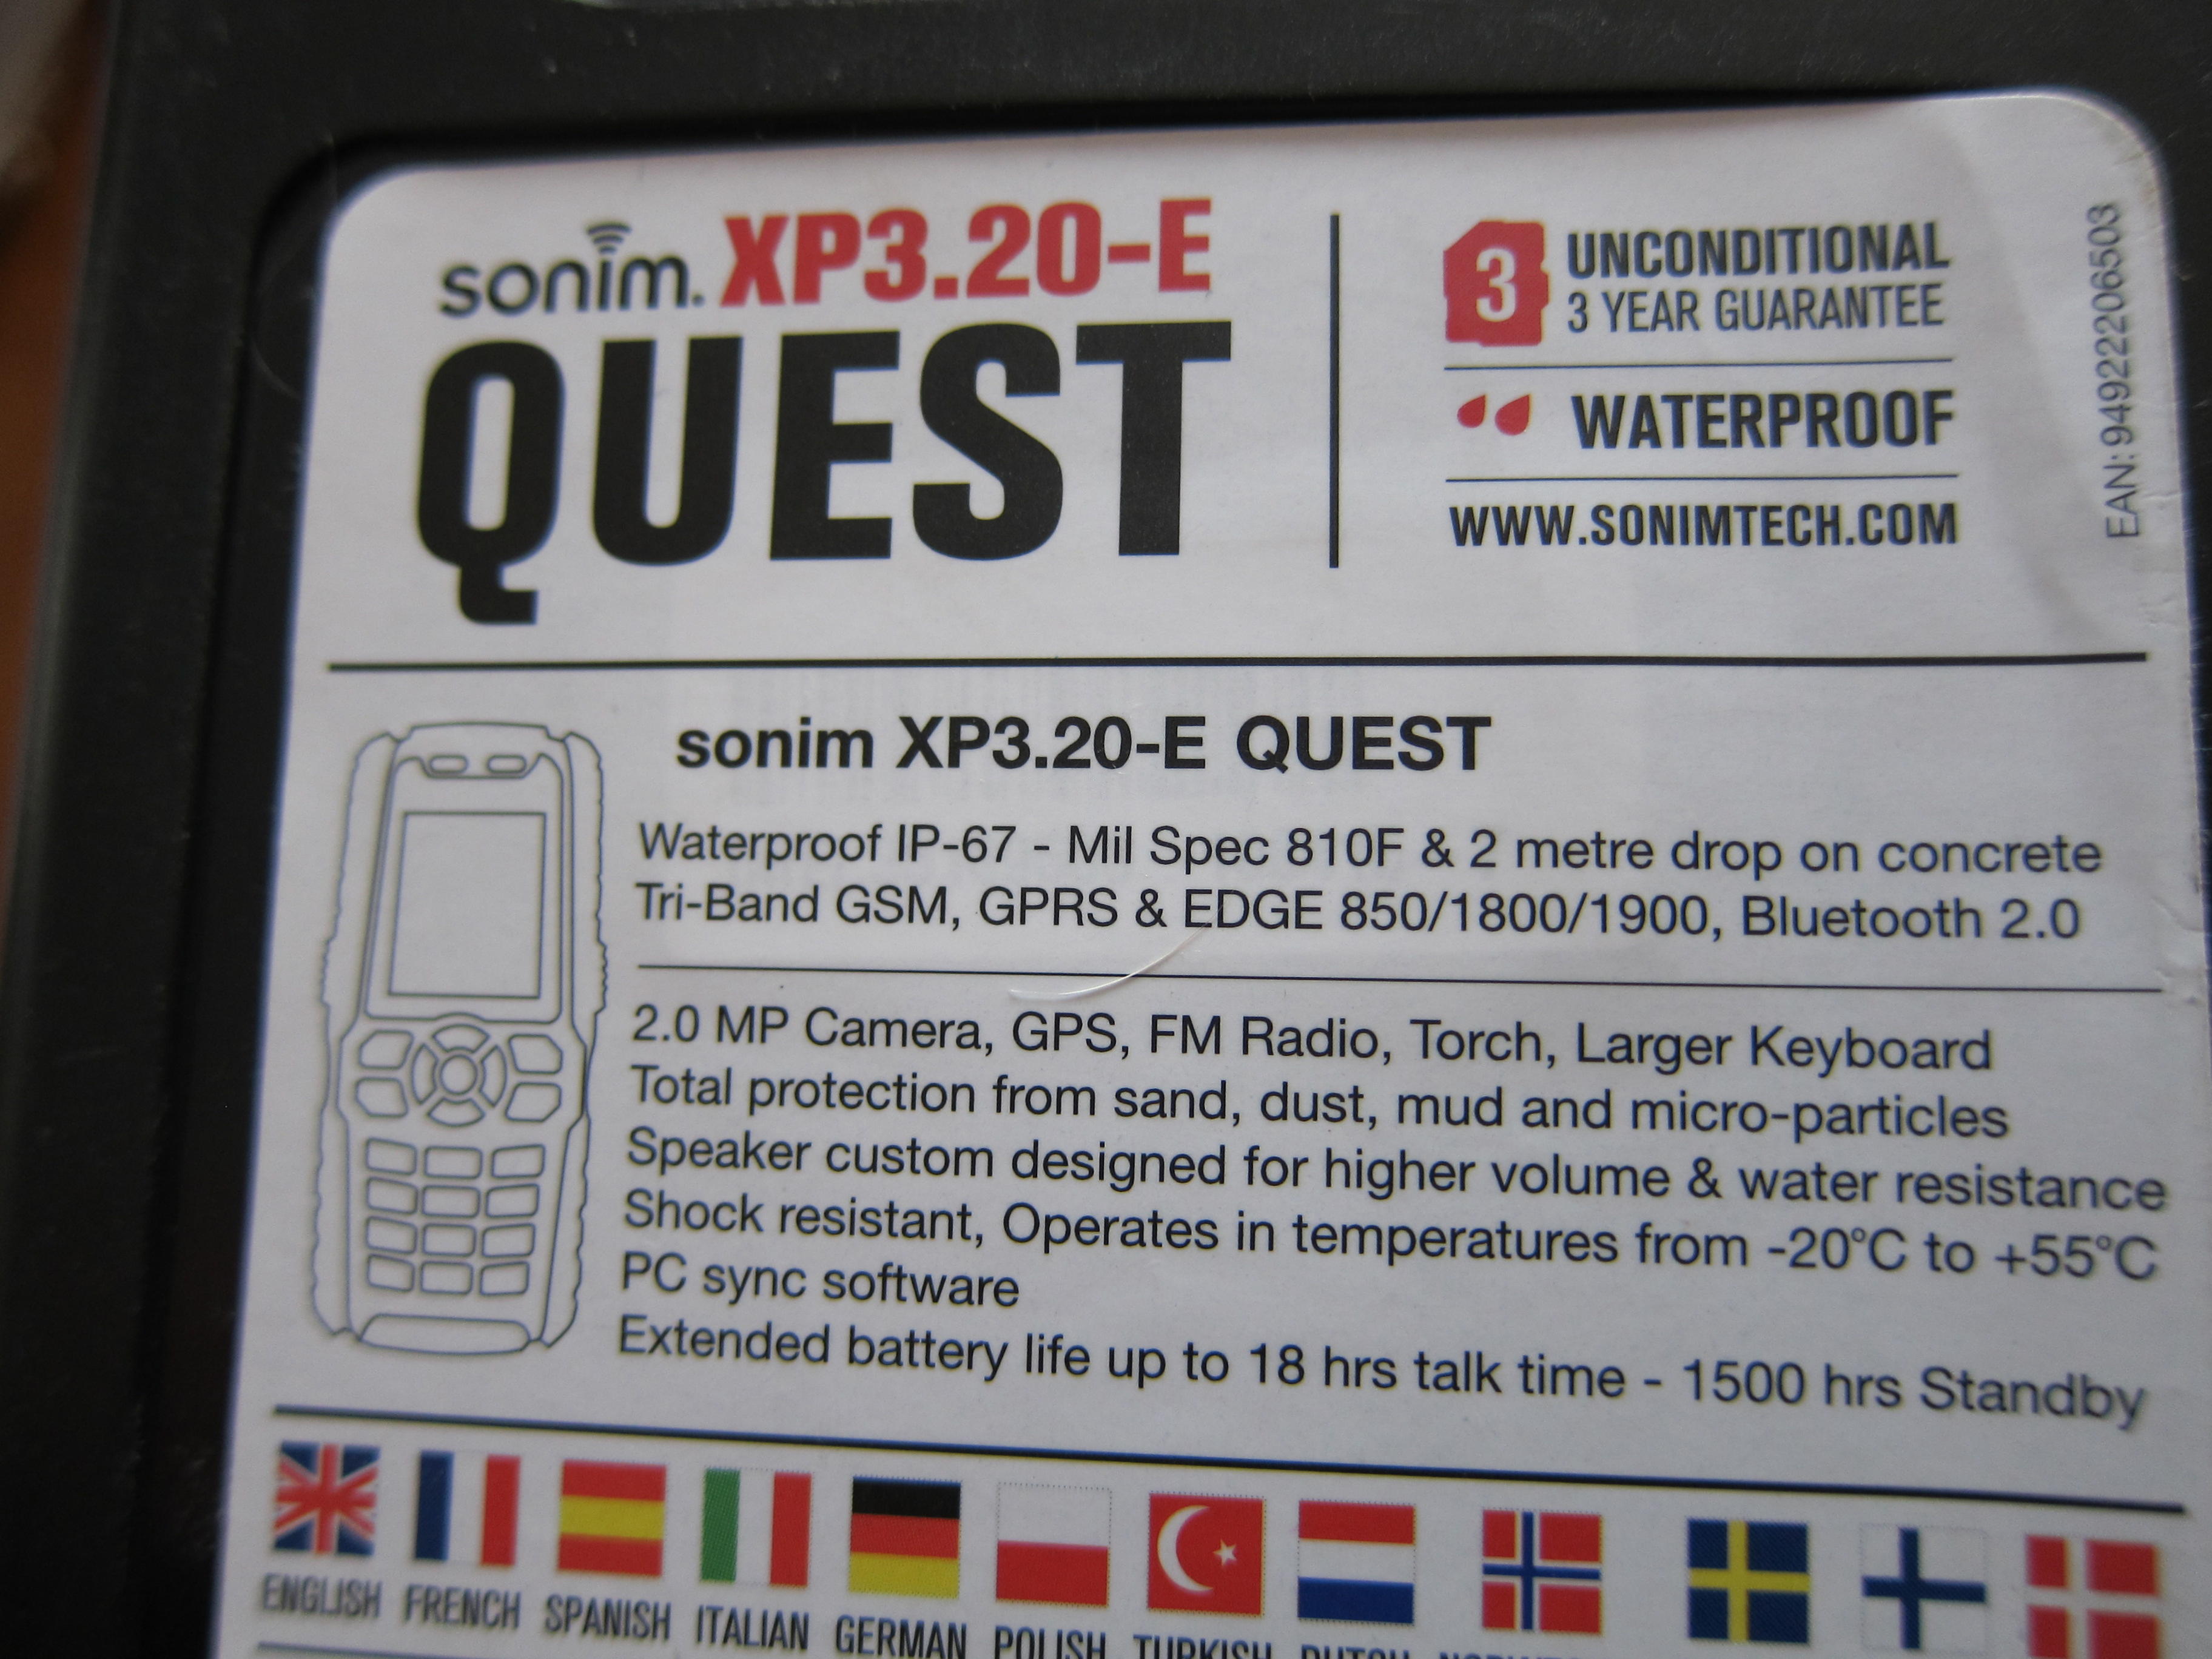 sonim. XP3.20-E
QUEST
3
UNCONDITIONAL
3 YEAR GUARANTEE
WATERPROOF
WWW.SONIMTECH.COM
EAN: 9492220​6503
sonim XP3.20-E QUEST
Waterproof IP-67 - Mil Spec 810F & 2 metre drop on concrete
Tri-Band GSM, GPRS & EDGE 850/1800/1900, Bluetooth 2.0
2.0 MP Camera, GPS, FM Radio, Torch, Larger Keyboard
Total protection from sand, dust, mud and micro-particles
Speaker custom designed for higher volume & water resistance
Shock resistant, Operates in temperatures from -20°C to +55°C
PC sync software
Extended battery life up to 18 hrs talk time - 1500 hrs Standby
ENGLISH FRENCH SPANISH ITALIAN GERMAN POLISH TURKISH DUTCH